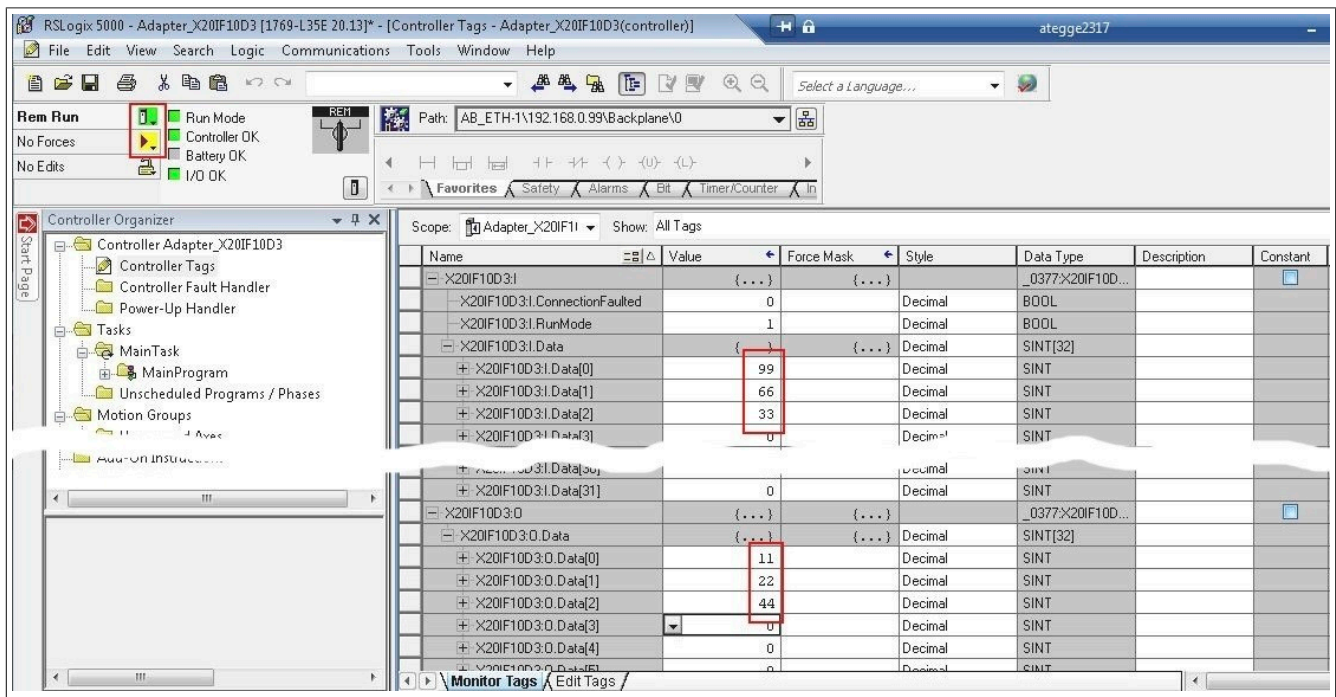 RSLogix 5000 - Adapter_X20IF10D3 [1769-L35E 20.13]* - [Controller Tags - Adapter_X20IF10D3(controller)]
ategge2317
File Edit View Search Logic Communications Tools Window Help
Select a Language...
Rem Run
Run Mode
REM
Path: AB_ETH-1\192.168.0.99\Backplane\0
No Forces
Controller OK
Battery OK
No Edits
I/O OK
Favorites Safety Alarms Bit Timer/Counter In
Start Page
Controller Organizer
Controller Adapter_X20IF10D3
Controller Tags
Controller Fault Handler
Power-Up Handler
Tasks
MainTask
MainProgram
Unscheduled Programs / Phases
Motion Groups
Scope: Adapter_X20IF1 Show: All Tags
Name Value Force Mask Style Data Type Description Constant
X20IF10D3:I {...} {...} _0377:X20IF10D...
X20IF10D3:I.ConnectionFaulted 0 Decimal BOOL
X20IF10D3:I.RunMode 1 Decimal BOOL
X20IF10D3:I.Data {...} {...} Decimal SINT[32]
X20IF10D3:I.Data[0] 99 Decimal SINT
X20IF10D3:I.Data[1] 66 Decimal SINT
X20IF10D3:I.Data[2] 33 Decimal SINT
X20IF10D3:I.Data[3] 0 Decimal SINT
X20IF10D3:I.Data[31] 0 Decimal SINT
X20IF10D3:O {...} {...} _0377:X20IF10D...
X20IF10D3:O.Data {...} {...} Decimal SINT[32]
X20IF10D3:O.Data[0] 11 Decimal SINT
X20IF10D3:O.Data[1] 22 Decimal SINT
X20IF10D3:O.Data[2] 44 Decimal SINT
X20IF10D3:O.Data[3] 0 Decimal SINT
X20IF10D3:O.Data[4] 0 Decimal SINT
Monitor Tags Edit Tags